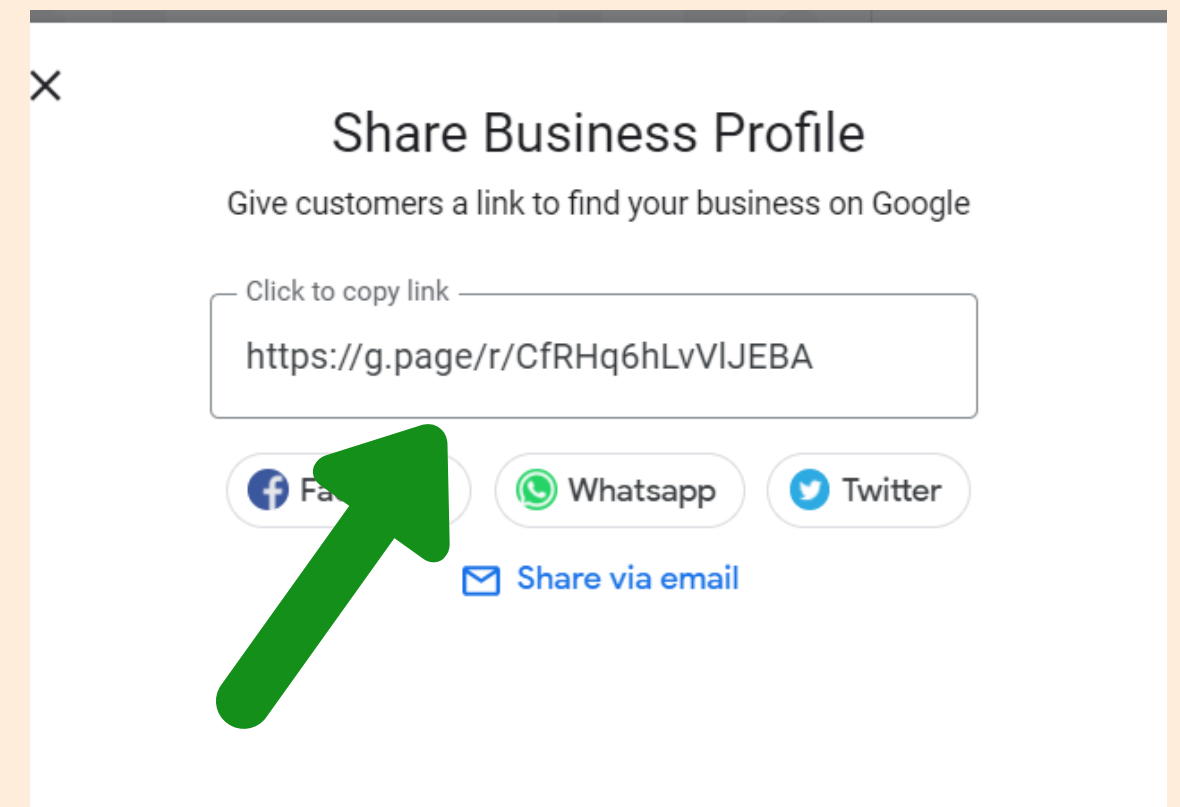 Share Business Profile
Give customers a link to find your business on Google
Click to copy link
https://g.page/r/CfRHq6hLvVlJEBA
Whatsapp
Twitter
Share via email